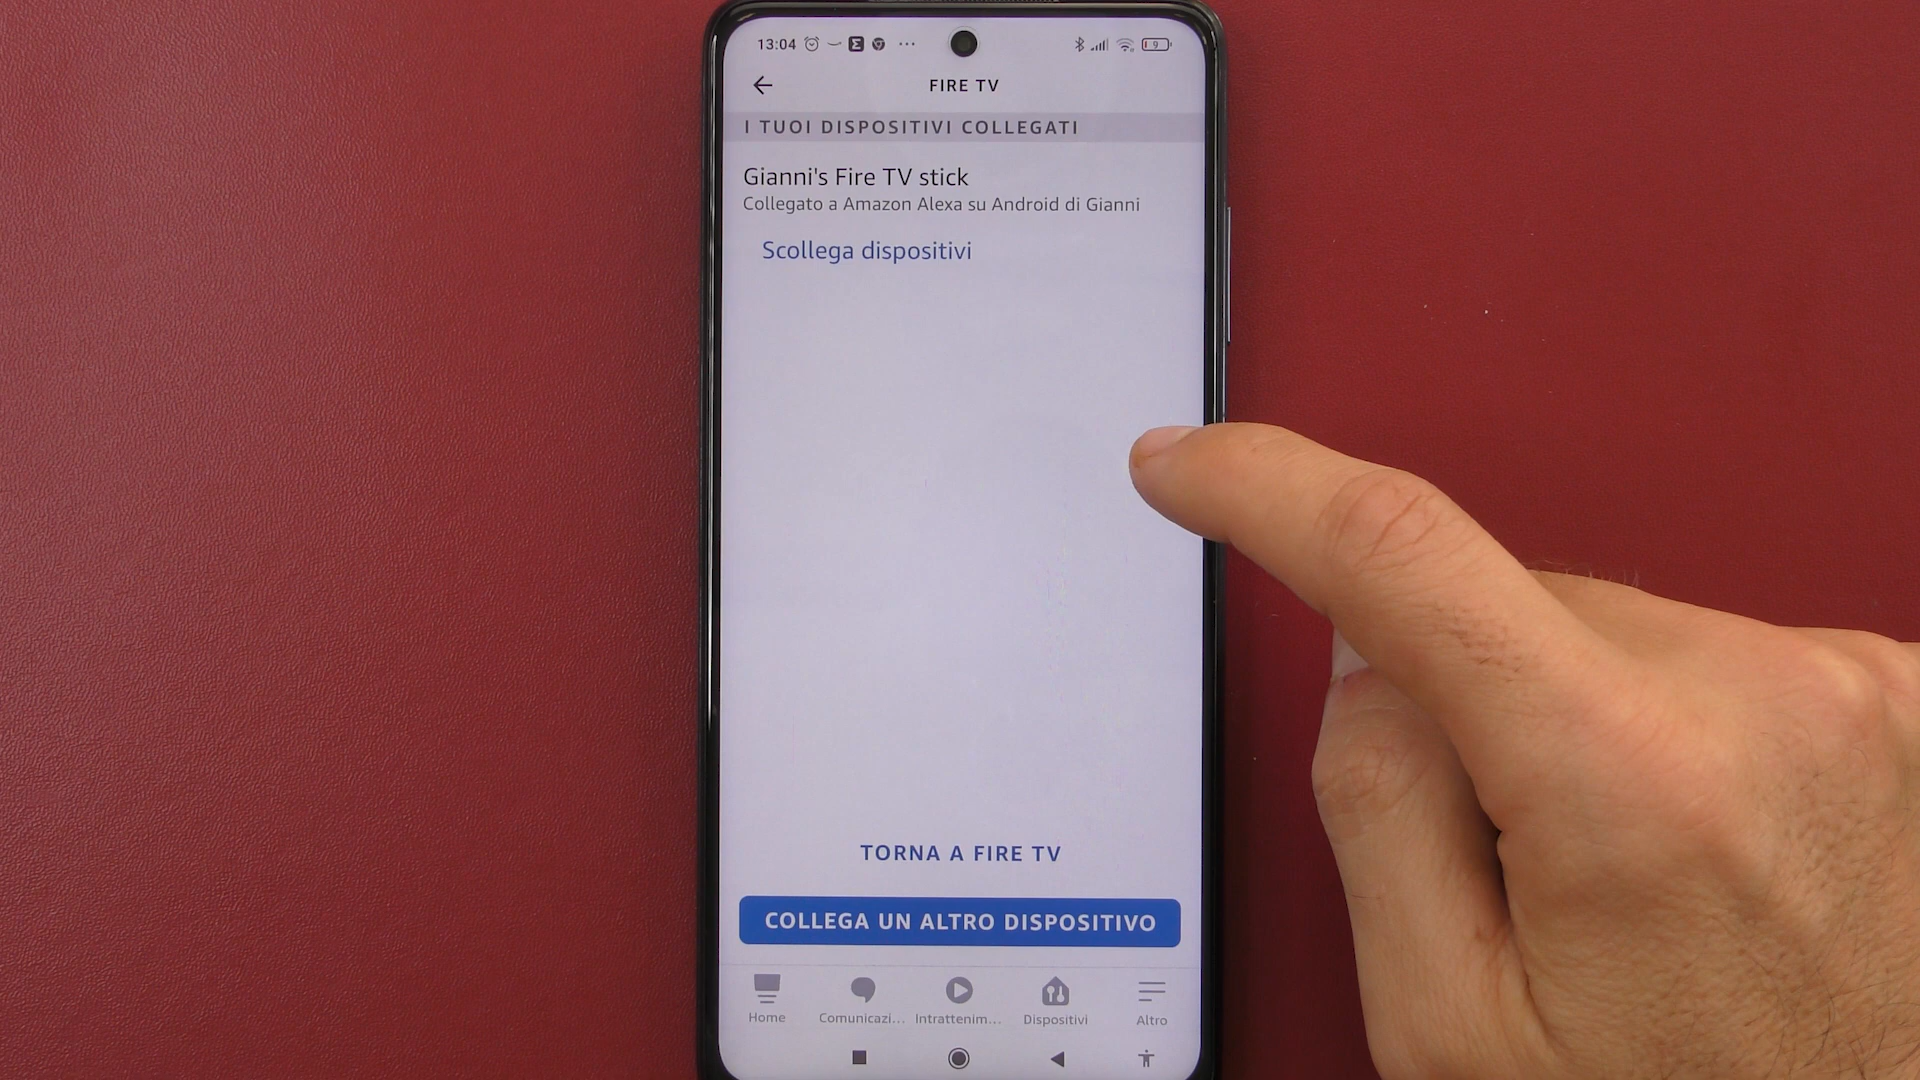 13:04
9
FIRE TV
I TUOI DISPOSITIVI COLLEGATI
Gianni's Fire TV stick
Collegato a Amazon Alexa su Android di Gianni
Scollega dispositivi
TORNA A FIRE TV
COLLEGA UN ALTRO DISPOSITIVO
Home
Comunicazi...
Intrattenim...
Dispositivi
Altro